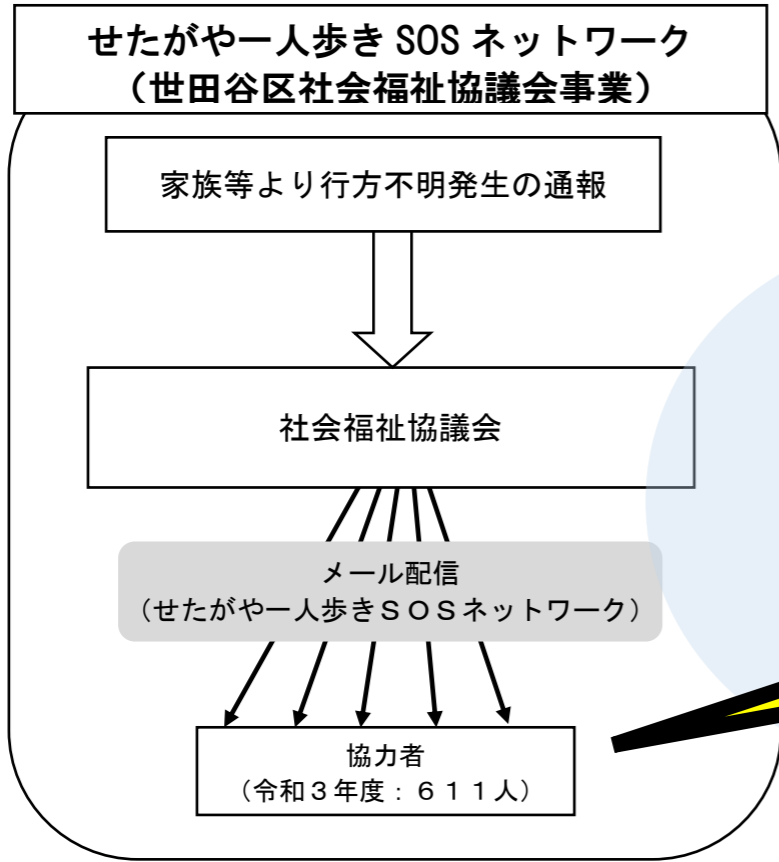 せたがや一人歩き SOS ネットワーク
（世田谷区社会福祉協議会事業）
家族等より行方不明発生の通報
社会福祉協議会
メール配信
（せたがや一人歩きＳＯＳネットワーク）
協力者
（令和３年度：６１１人）